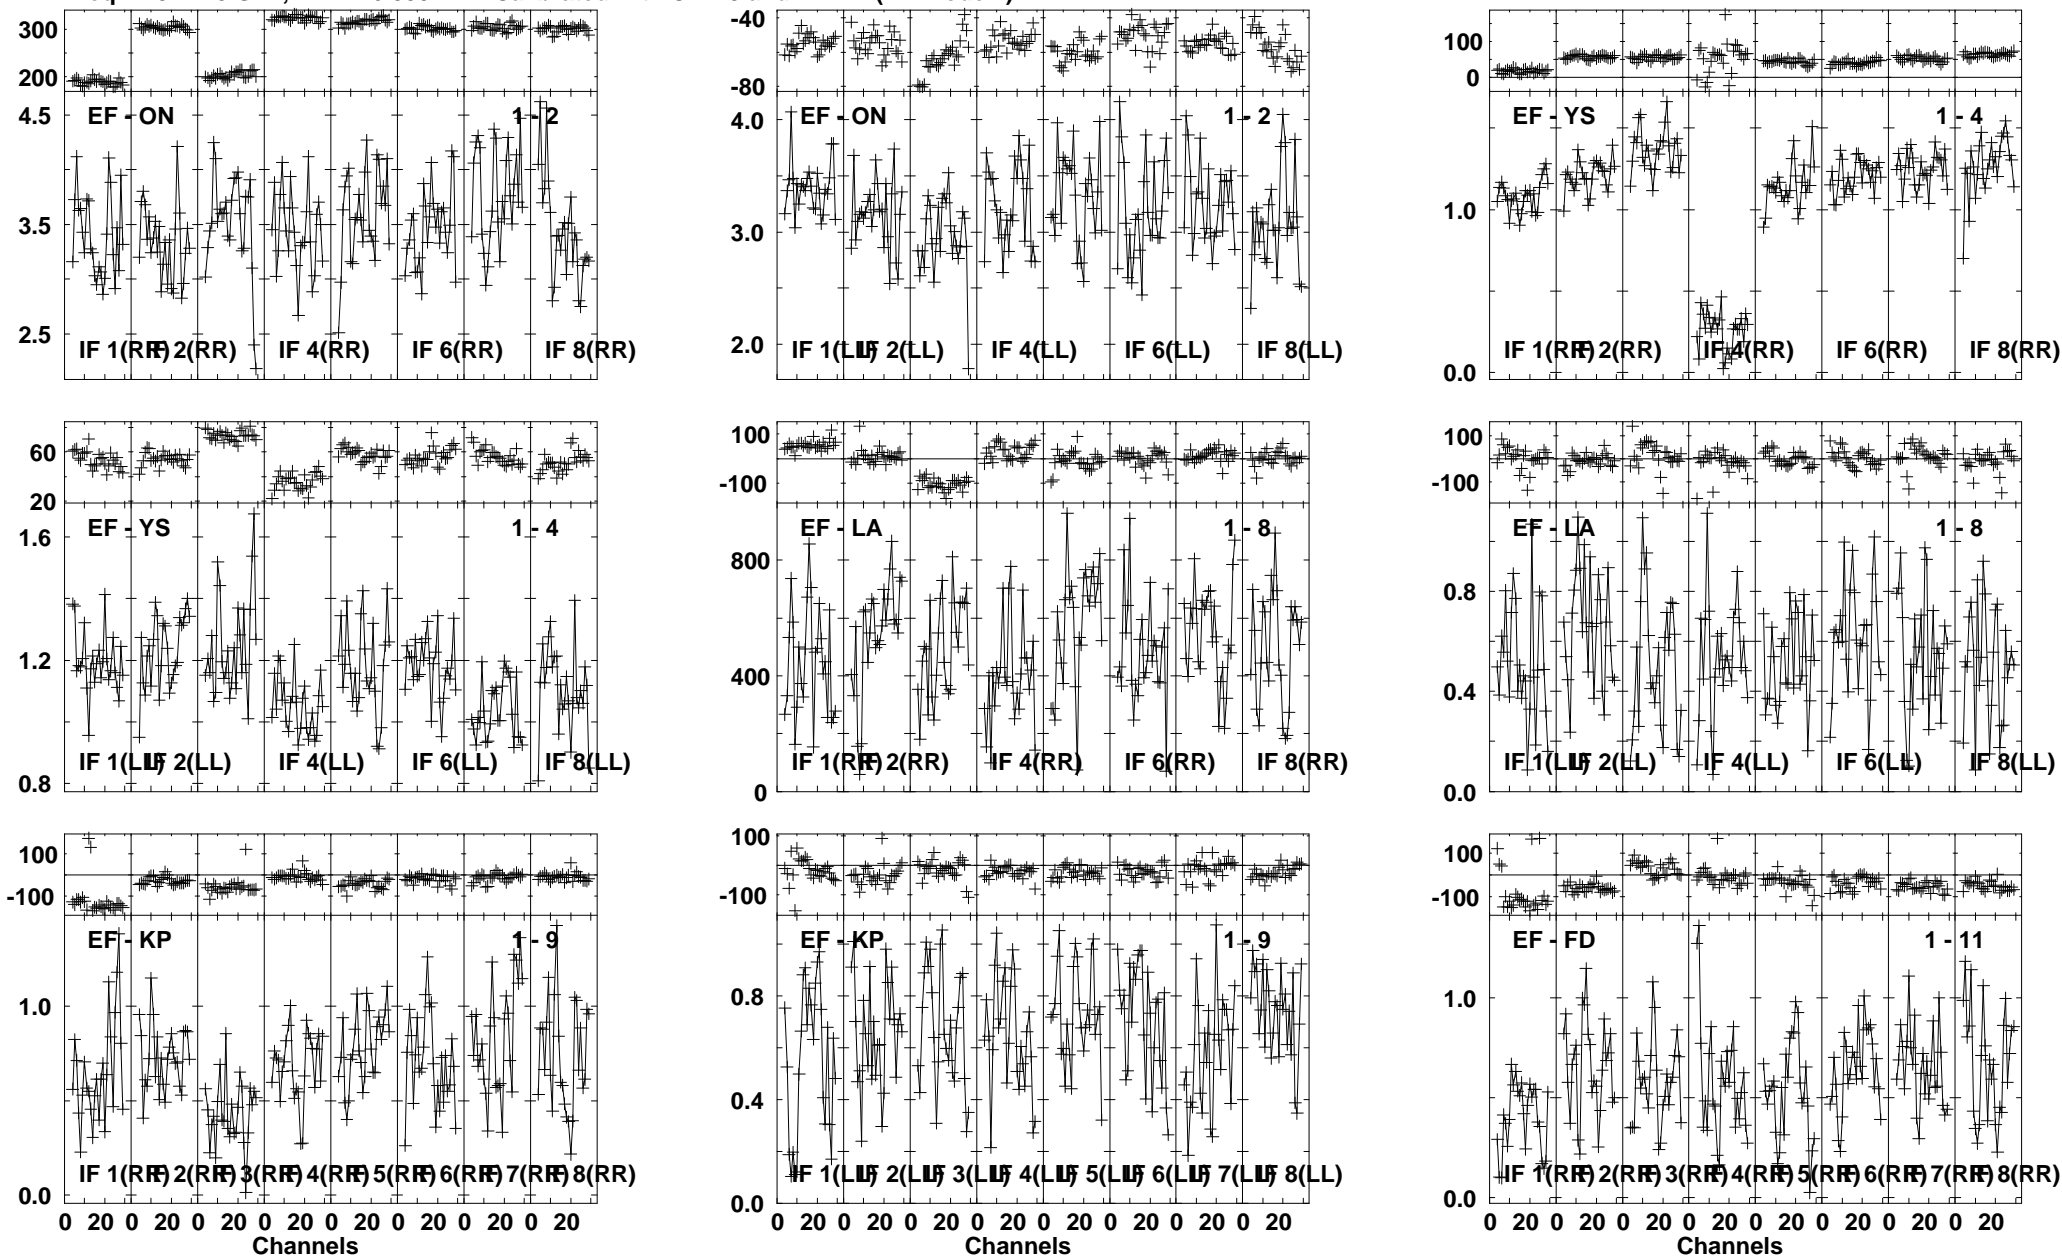 300 200 -40 -80 100 0
4.5 EF - ON 1 - 2 4.0 EF - ON 1 - 2 EF - YS 1 - 4
3.5 3.0 1.0
2.5 IF 1(RR) IF 2(RR) IF 4(RR) IF 6(RR) IF 8(RR)
2.0 IF 1(LL) IF 2(LL) IF 4(LL) IF 6(LL) IF 8(LL)
0.0 IF 1(RR) IF 2(RR) IF 4(RR) IF 6(RR) IF 8(RR)
60 20 100 -100 100 -100
1.6 EF - YS 1 - 4 800 EF - LA 1 - 8 0.8 EF - LA 1 - 8
1.2 400 0.4
0.8 IF 1(LL) IF 2(LL) IF 4(LL) IF 6(LL) IF 8(LL)
0 IF 1(RR) IF 2(RR) IF 4(RR) IF 6(RR) IF 8(RR)
0.0 IF 1(LL) IF 2(LL) IF 4(LL) IF 6(LL) IF 8(LL)
100 -100 100 -100 100 -100
EF - KP 1 - 9 EF - KP 1 - 9 EF - FD 1 - 11
1.0 0.8 1.0
0.4
0.0 IF 1(RR) IF 2(RR) IF 3(RR) IF 4(RR) IF 5(RR) IF 6(RR) IF 7(RR) IF 8(RR)
0.0 IF 1(LL) IF 2(LL) IF 3(LL) IF 4(LL) IF 5(LL) IF 6(LL) IF 7(LL) IF 8(LL)
0.0 IF 1(RR) IF 2(RR) IF 3(RR) IF 4(RR) IF 5(RR) IF 6(RR) IF 7(RR) IF 8(RR)
0 20 0 20 0 20 0 20 0 20 0 20 0 20 0 20
0 20 0 20 0 20 0 20 0 20 0 20 0 20 0 20
0 20 0 20 0 20 0 20 0 20 0 20 0 20 0 20
Channels Channels Channels